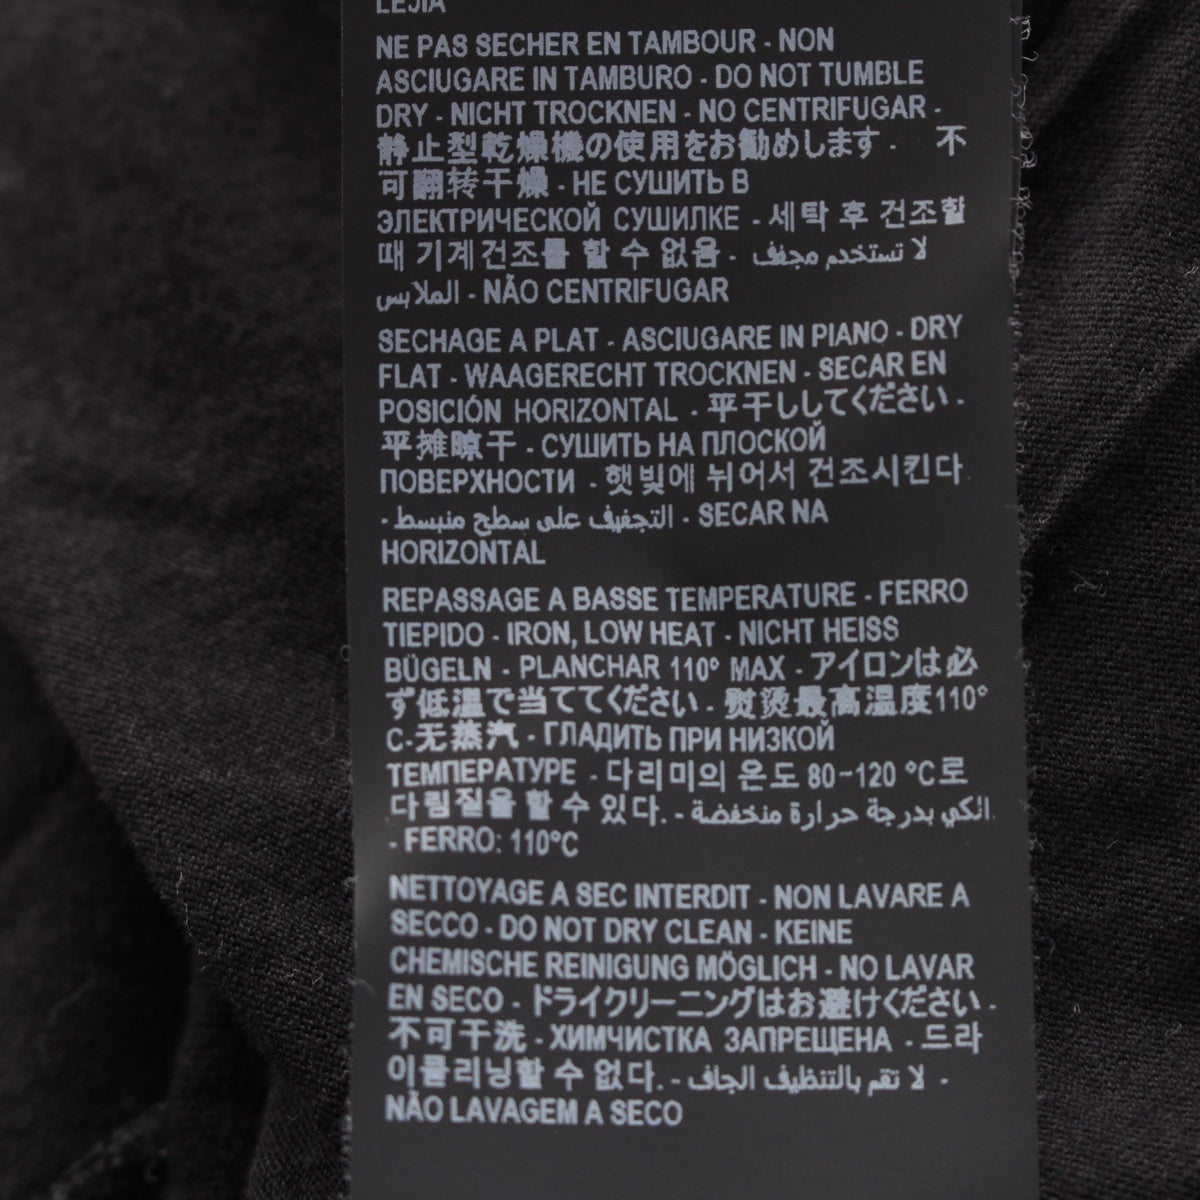 LEJIA
NE PAS SECHER EN TAMBOUR - NON
ASCIUGARE IN TAMBURO - DO NOT TUMBLE
DRY - NICHT TROCKNEN - NO CENTRIFUGAR -
静止型乾燥機の使用をお勧めします - 不
可翻转干燥 - НЕ СУШИТЬ В
ЭЛЕКТРИЧЕСКОЙ СУШИЛКЕ - 세탁 후 건조할
때 기계건조를 할 수 없음 - لا تستخدم مجفف
الملابس - NÃO CENTRIFUGAR
SECHAGE A PLAT - ASCIUGARE IN PIANO - DRY
FLAT - WAAGERECHT TROCKNEN - SECAR EN
POSICIÓN HORIZONTAL - 平干ししてください -
平摊晾干 - СУШИТЬ НА ПЛОСКОЙ
ПОВЕРХНОСТИ - 햇빛에 뉘어서 건조시킨다.
- التجفيف على سطح منبسط - SECAR NA
HORIZONTAL
REPASSAGE A BASSE TEMPERATURE - FERRO
TIEPIDO - IRON, LOW HEAT - NICHT HEISS
BÜGELN - PLANCHAR 110° MAX - アイロンは必
ず低温で当ててください - 熨烫最高温度110°
C-无蒸汽 - ГЛАДИТЬ ПРИ НИЗКОЙ
ТЕМПЕРАТУРЕ - 다리미의 온도 80~120 °C로
다림질을 할 수 있다. - انكي بدرجة حرارة منخفضة.
- FERRO: 110°C
NETTOYAGE A SEC INTERDIT - NON LAVARE A
SECCO - DO NOT DRY CLEAN - KEINE
CHEMISCHE REINIGUNG MÖGLICH - NO LAVAR
EN SECO - ドライクリーニングはお避けください -
不可干洗 - ХИМЧИСТКА ЗАПРЕЩЕНА - 드라
이클리닝할 수 없다. - لا تقم بالتنظيف الجاف -
NÃO LAVAGEM A SECO